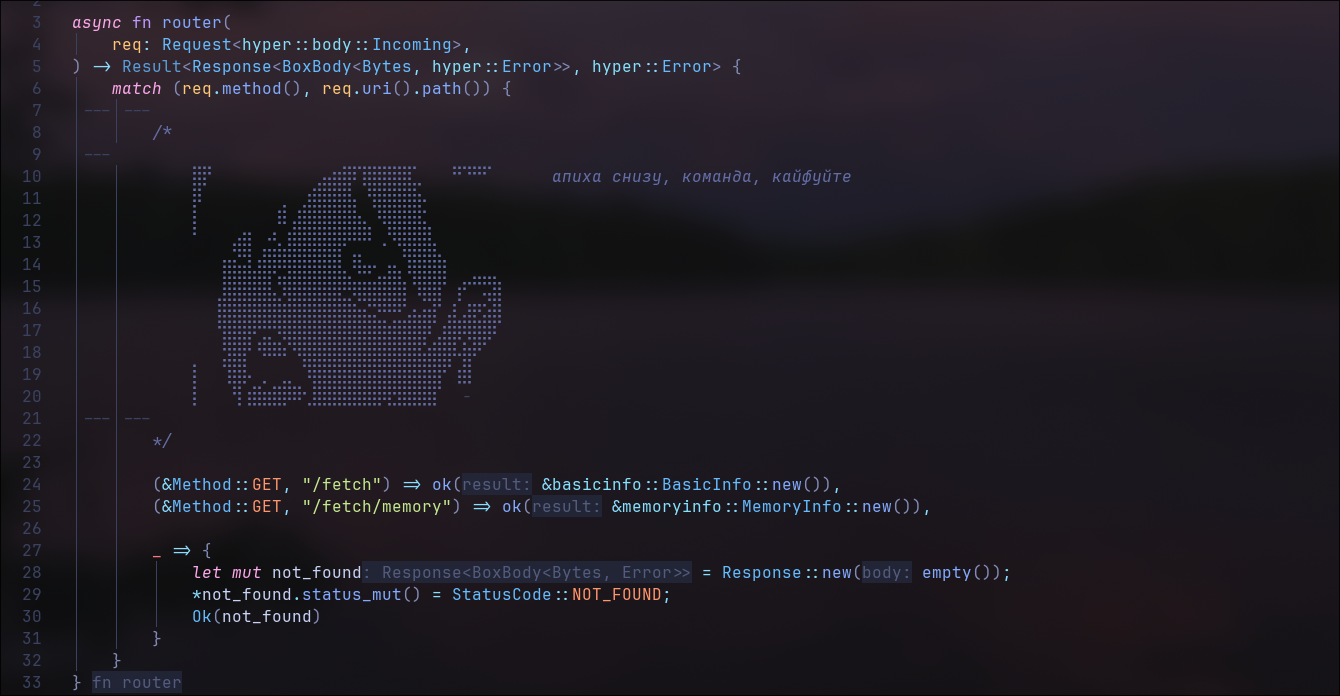 2
3 async fn router(
4 req: Request<hyper::body::Incoming>,
5 ) -> Result<Response<BoxBody<Bytes, hyper::Error>>, hyper::Error> {
6 match (req.method(), req.uri().path()) {
7 --- ---
8 /*
9 ---
10 апиха снизу, команда, кайфуйте
11
12
13
14
15
16
17
18
19
20
21 --- ---
22 */
23
24 (&Method::GET, "/fetch") => ok(result: &basicinfo::BasicInfo::new()),
25 (&Method::GET, "/fetch/memory") => ok(result: &memoryinfo::MemoryInfo::new()),
26
27 _ => {
28 let mut not_found: Response<BoxBody<Bytes, Error>> = Response::new(body: empty());
29 *not_found.status_mut() = StatusCode::NOT_FOUND;
30 Ok(not_found)
31 }
32 }
33 } fn router